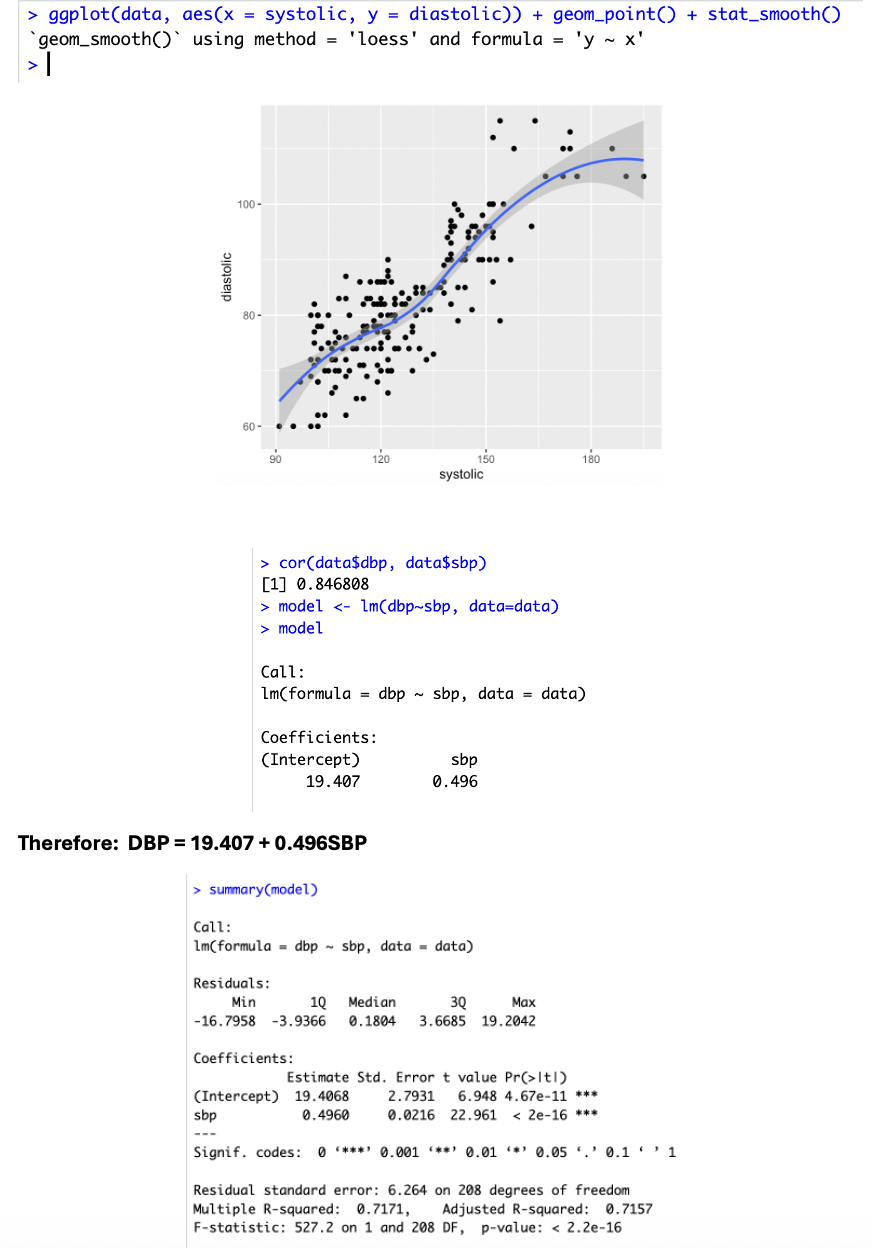 > ggplot(data, aes(x = systolic, y = diastolic)) + geom_point() + stat_smooth()
`geom_smooth()` using method = 'loess' and formula = 'y ~ x'
>
100
80
60
diastolic
90 120 150 180
systolic
> cor(data$dbp, data$sbp)
[1] 0.846808
> model <- lm(dbp~sbp, data=data)
> model
Call:
lm(formula = dbp ~ sbp, data = data)
Coefficients:
(Intercept) sbp
19.407 0.496
Therefore: DBP = 19.407 + 0.496SBP
> summary(model)
Call:
lm(formula = dbp ~ sbp, data = data)
Residuals:
Min 1Q Median 3Q Max
-16.7958 -3.9366 0.1804 3.6685 19.2042
Coefficients:
Estimate Std. Error t value Pr(>|t|)
(Intercept) 19.4068 2.7931 6.948 4.67e-11 ***
sbp 0.4960 0.0216 22.961 < 2e-16 ***
---
Signif. codes: 0 ‘***’ 0.001 ‘**’ 0.01 ‘*’ 0.05 ‘.’ 0.1 ‘ ’ 1
Residual standard error: 6.264 on 208 degrees of freedom
Multiple R-squared: 0.7171, Adjusted R-squared: 0.7157
F-statistic: 527.2 on 1 and 208 DF, p-value: < 2.2e-16